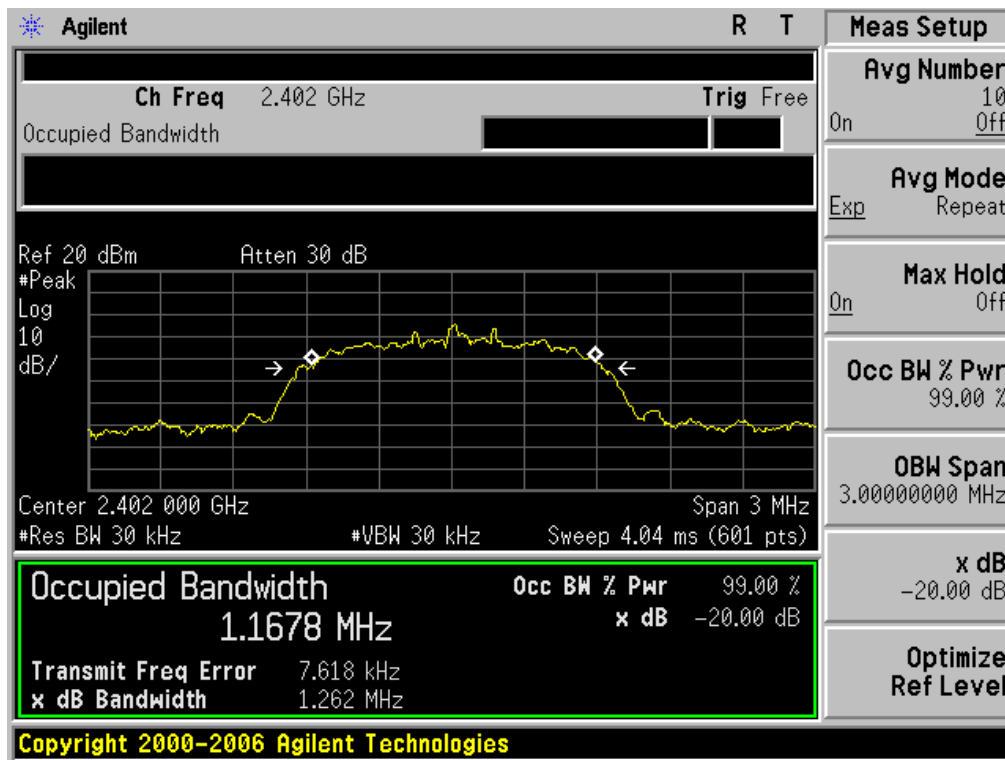 Agilent R T
Ch Freq 2.402 GHz Trig Free
Occupied Bandwidth
Ref 20 dBm Atten 30 dB
#Peak
Log
10
dB/
Center 2.402 000 GHz Span 3 MHz
#Res BW 30 kHz #VBW 30 kHz Sweep 4.04 ms (601 pts)
Occupied Bandwidth
1.1678 MHz
Occ BW % Pwr 99.00 %
x dB -20.00 dB
Transmit Freq Error 7.618 kHz
x dB Bandwidth 1.262 MHz
Copyright 2000-2006 Agilent Technologies
Meas Setup
Avg Number
10
On Off
Avg Mode
Exp Repeat
Max Hold
On Off
Occ BW % Pwr
99.00 %
OBW Span
3.00000000 MHz
x dB
-20.00 dB
Optimize
Ref Level